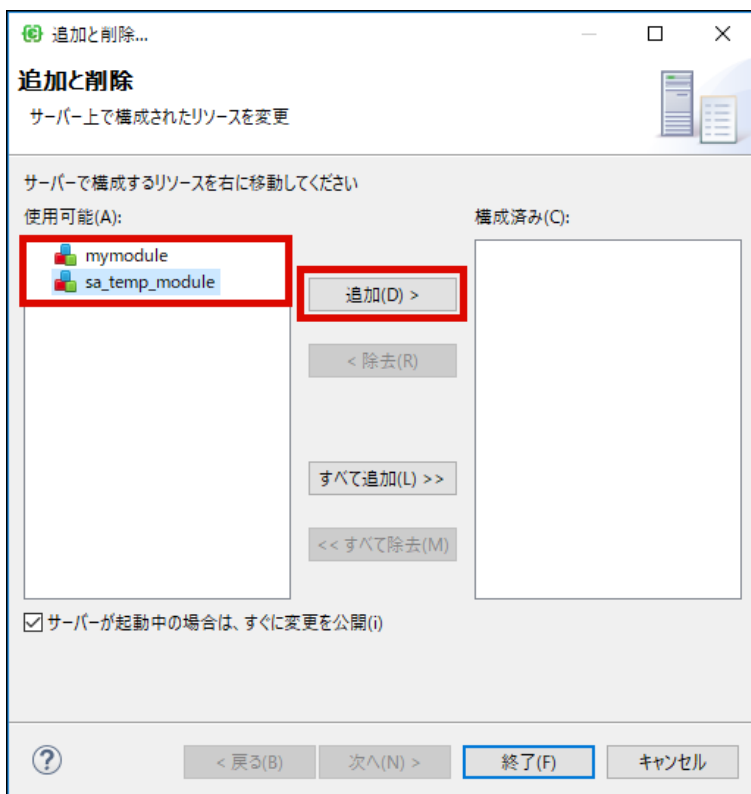 追加と削除...
追加と削除
サーバー上で構成されたリソースを変更
サーバーで構成するリソースを右に移動してください
使用可能(A):
構成済み(C):
mymodule
sa_temp_module
追加(D) >
< 除去(R)
すべて追加(L) >>
<< すべて除去(M)
サーバーが起動中の場合は、すぐに変更を公開(i)
?
< 戻る(B)
次へ(N) >
終了(F)
キャンセル